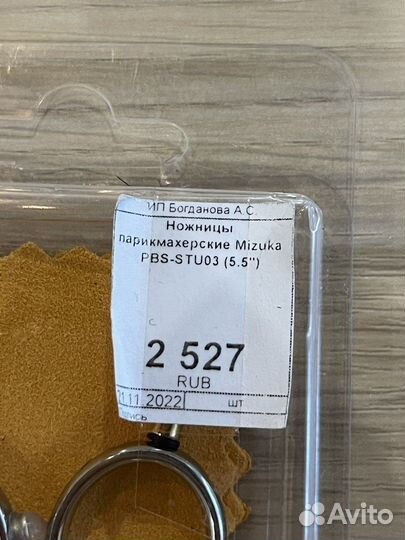 ИП Богданова А.С.
Ножницы
парикмахерские Mizuka
PBS-STU03 (5.5")
с
2 527
RUB
01.11.2022 шт
Avito